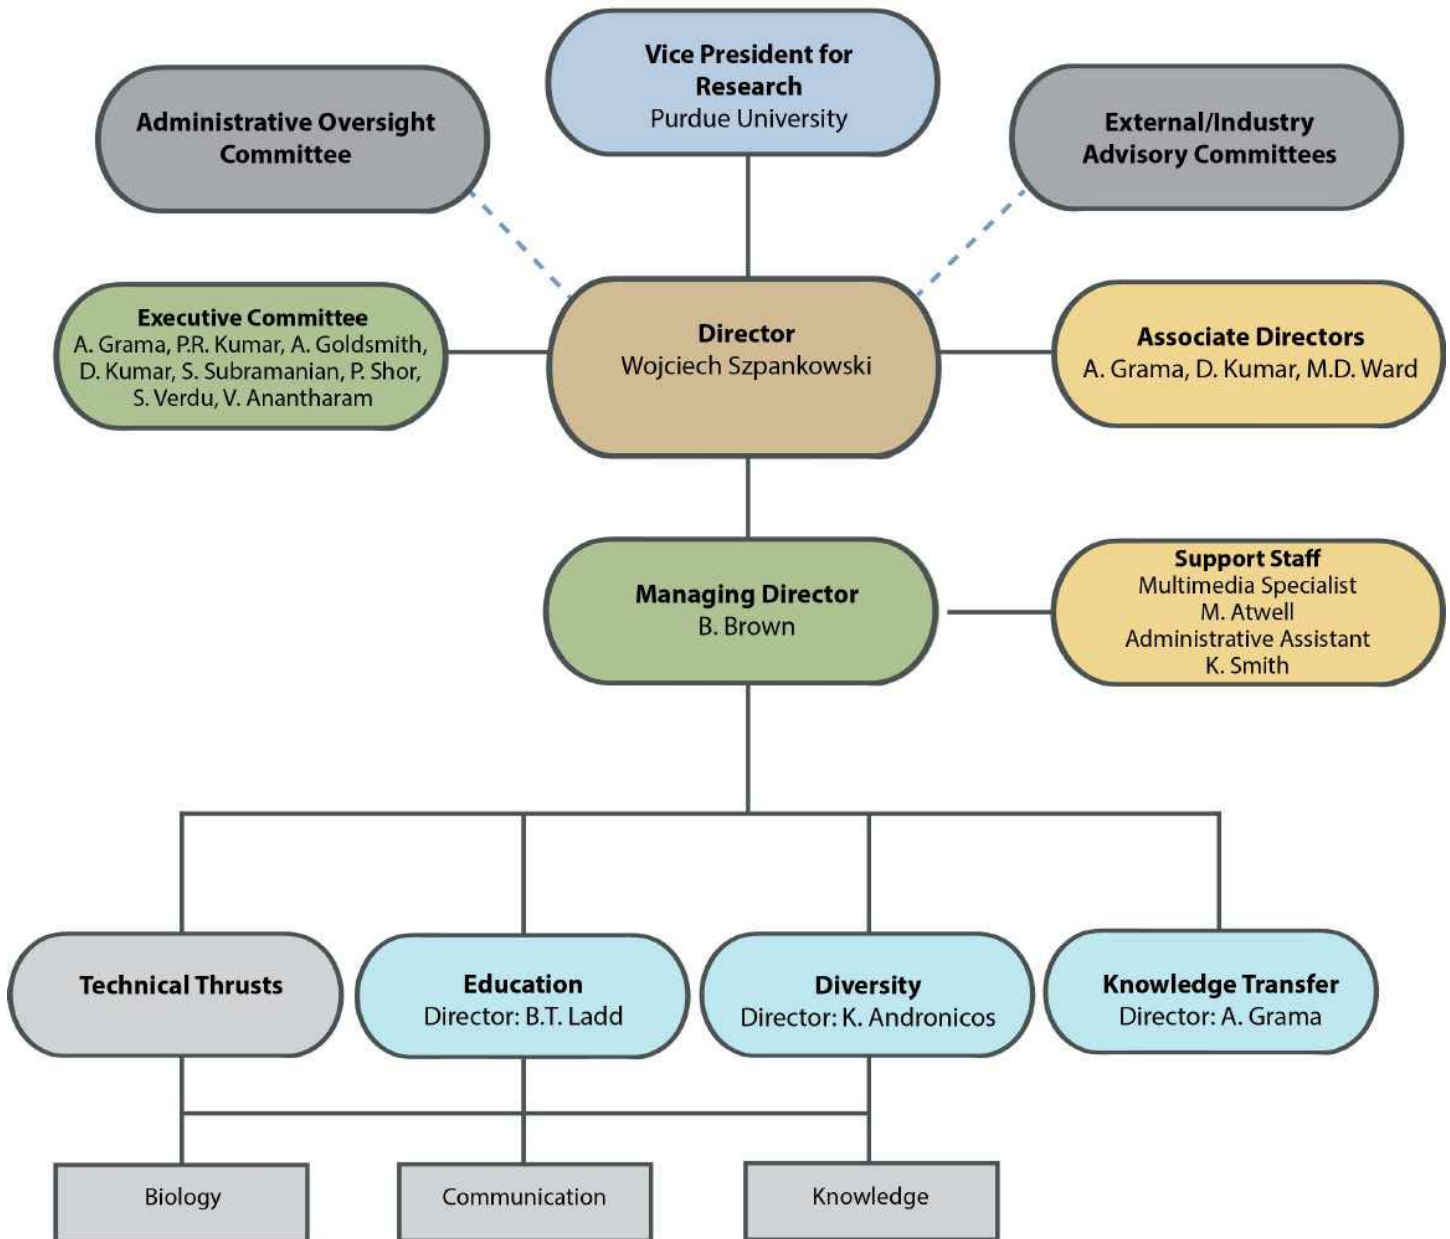 Vice President for
Research
Purdue University
Administrative Oversight
Committee
External/Industry
Advisory Committees
Executive Committee
A. Grama, P.R. Kumar, A. Goldsmith,
D. Kumar, S. Subramanian, P. Shor,
S. Verdu, V. Anantharam
Director
Wojciech Szpankowski
Associate Directors
A. Grama, D. Kumar, M.D. Ward
Managing Director
B. Brown
Support Staff
Multimedia Specialist
M. Atwell
Administrative Assistant
K. Smith
Technical Thrusts
Education
Director: B.T. Ladd
Diversity
Director: K. Andronicos
Knowledge Transfer
Director: A. Grama
Biology
Communication
Knowledge